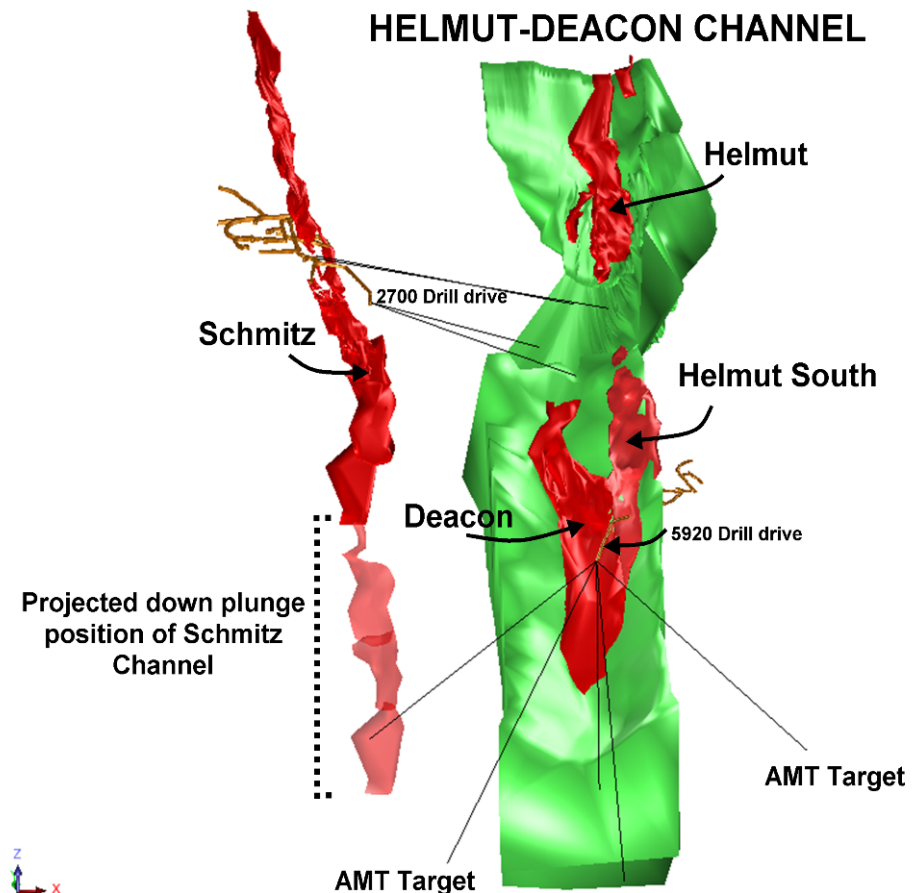 HELMUT-DEACON CHANNEL
Helmut
2700 Drill drive
Schmitz
Helmut South
Deacon
5920 Drill drive
Projected down plunge
position of Schmitz
Channel
AMT Target
AMT Target
Z
X